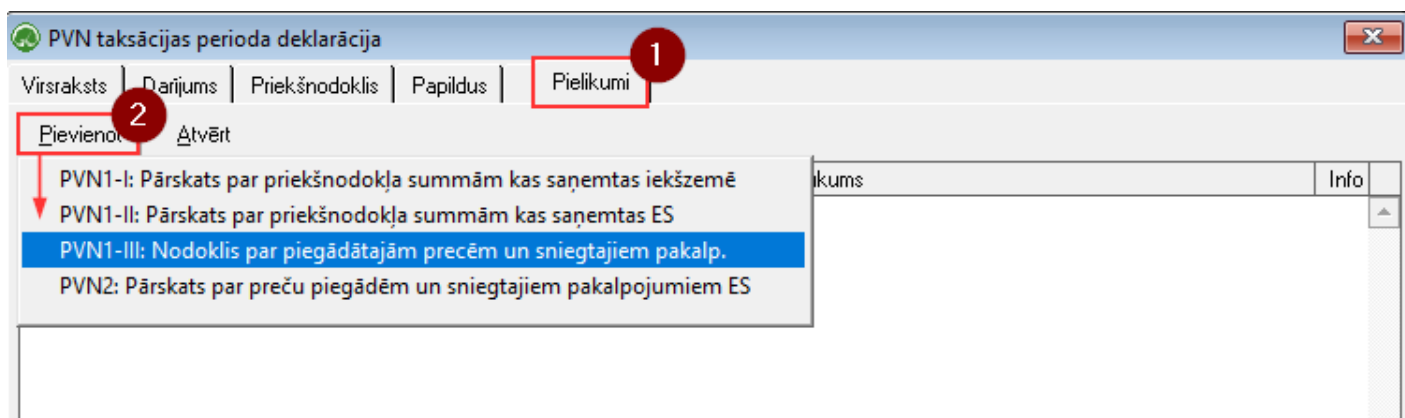 PVN taksācijas perioda deklarācija
1
Virsraksts Darījums Priekšnodoklis Papildus Pielikumi
2
Atvērt
PVN1-I: Pārskats par priekšnodokļa summām kas saņemtas iekšzemē
Info
PVN1-II: Pārskats par priekšnodokļa summām kas saņemtas ES
PVN1-III: Nodoklis par piegādātajām precēm un sniegtajiem pakalp.
PVN2: Pārskats par preču piegādēm un sniegtajiem pakalpojumiem ES